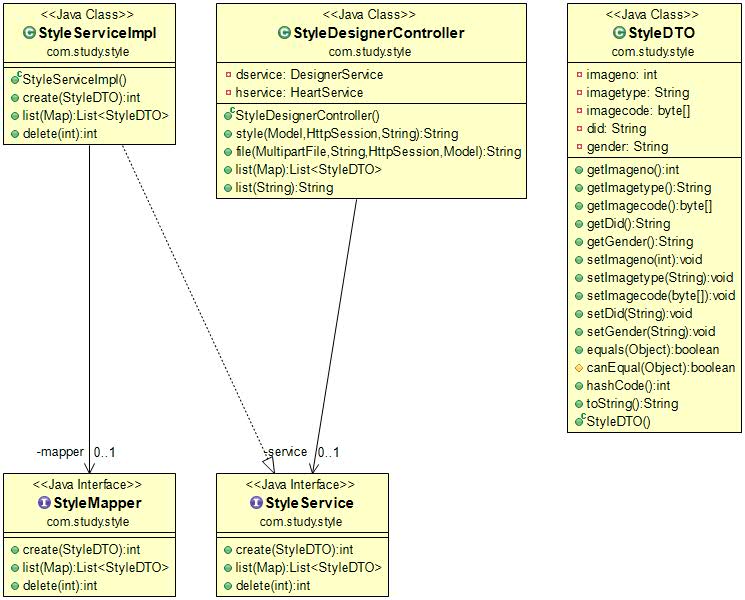 <<Java Class>>
StyleServiceImpl
com.study.style
StyleServiceImpl()
create(StyleDTO):int
list(Map):List<StyleDTO>
delete(int):int
<<Java Class>>
StyleDesignerController
com.study.style
dservice: DesignerService
hservice: HeartService
StyleDesignerController()
style(Model,HttpSession,String):String
file(MultipartFile,String,HttpSession,Model):String
list(Map):List<StyleDTO>
list(String):String
<<Java Class>>
StyleDTO
com.study.style
imageno: int
imagetype: String
imagecode: byte[]
did: String
gender: String
getImageno():int
getImagetype():String
getImagecode():byte[]
getDid():String
getGender():String
setImageno(int):void
setImagetype(String):void
setImagecode(byte[]):void
setDid(String):void
setGender(String):void
equals(Object):boolean
canEqual(Object):boolean
hashCode():int
toString():String
StyleDTO()
-mapper 0..1
-service 0..1
<<Java Interface>>
StyleMapper
com.study.style
create(StyleDTO):int
list(Map):List<StyleDTO>
delete(int):int
<<Java Interface>>
StyleService
com.study.style
create(StyleDTO):int
list(Map):List<StyleDTO>
delete(int):int